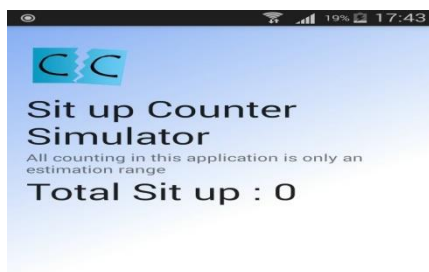 19% 17:43
C C
Sit up Counter
Simulator
All counting in this application is only an
estimation range
Total Sit up : 0